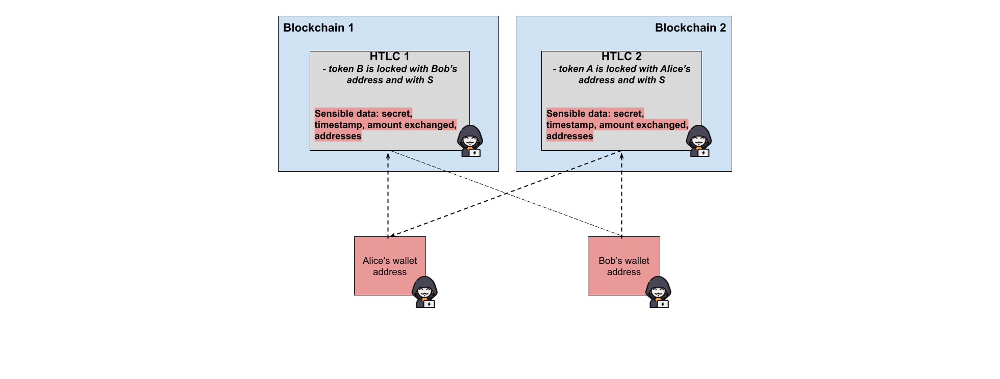 Blockchain 1
HTLC 1
- token B is locked with Bob’s
address and with S
Sensible data: secret,
timestamp, amount exchanged,
addresses
Blockchain 2
HTLC 2
- token A is locked with Alice’s
address and with S
Sensible data: secret,
timestamp, amount exchanged,
addresses
Alice’s wallet
address
Bob’s wallet
address